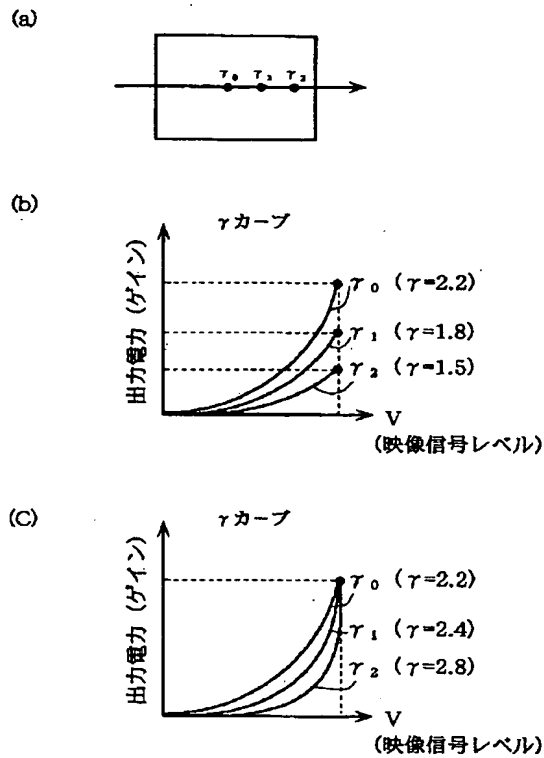 (a)
γ₀ γ₁ γ₂
(b)
γカーブ
出力電力 (ゲイン)
γ₀ (γ=2.2)
γ₁ (γ=1.8)
γ₂ (γ=1.5)
V
(映像信号レベル)
(C)
γカーブ
出力電力 (ゲイン)
γ₀ (γ=2.2)
γ₁ (γ=2.4)
γ₂ (γ=2.8)
V
(映像信号レベル)